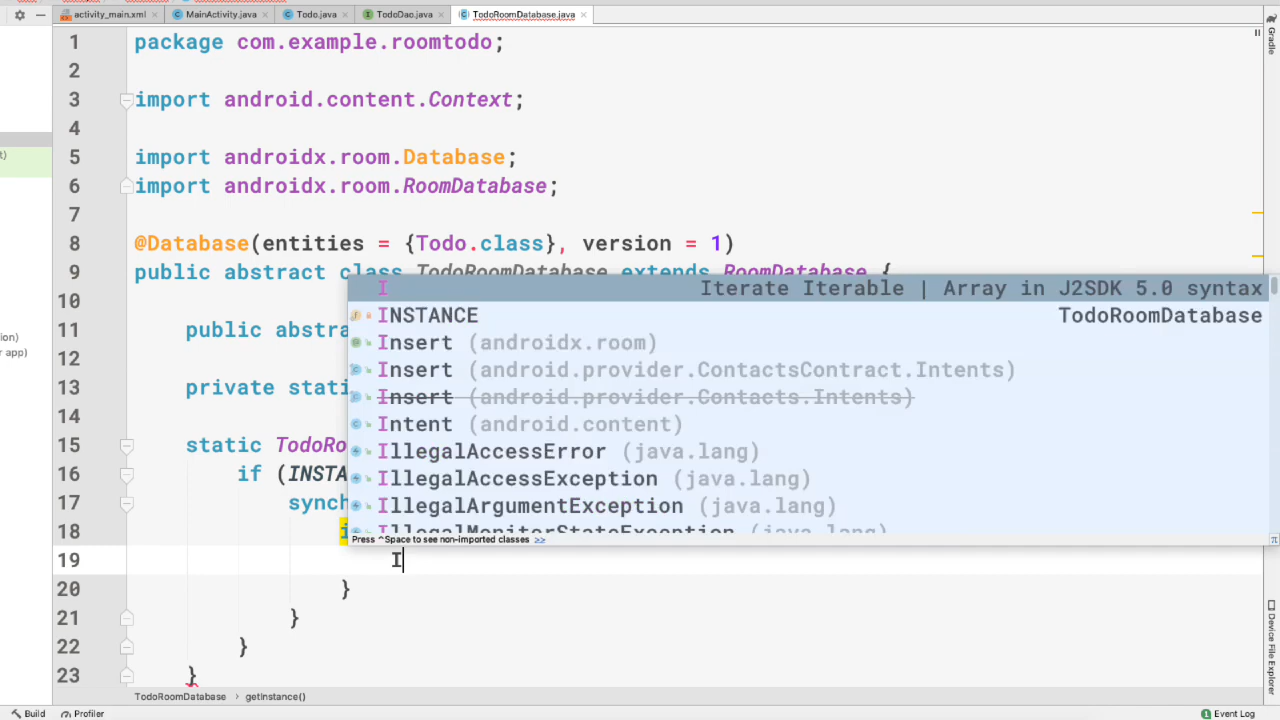 activity_main.xml × MainActivity.java × Todo.java × TodoDao.java × TodoRoomDatabase.java ×
1 package com.example.roomtodo;
2
3 import android.content.Context;
4
5 import androidx.room.Database;
6 import androidx.room.RoomDatabase;
7
8 @Database(entities = {Todo.class}, version = 1)
9 public abstract class TodoRoomDatabase extends RoomDatabase {
I Iterate Iterable | Array in J2SDK 5.0 syntax
10
INSTANCE TodoRoomDatabase
11 public abstra
Insert (androidx.room)
12
Insert (android.provider.ContactsContract.Intents)
13 private stati
Insert (android.provider.Contacts.Intents)
14
Intent (android.content)
15 static TodoRo
IllegalAccessError (java.lang)
16 if (INSTA
IllegalAccessException (java.lang)
17 synch
IllegalArgumentException (java.lang)
18 i
IllegalMonitorStateException (java.lang)
Press ^Space to see non-imported classes >>
19 I
20 }
21 }
22 }
23 }
TodoRoomDatabase > getInstance()
Build Profiler Event Log
Gradle
Device File Explorer
t)
ion)
r app)